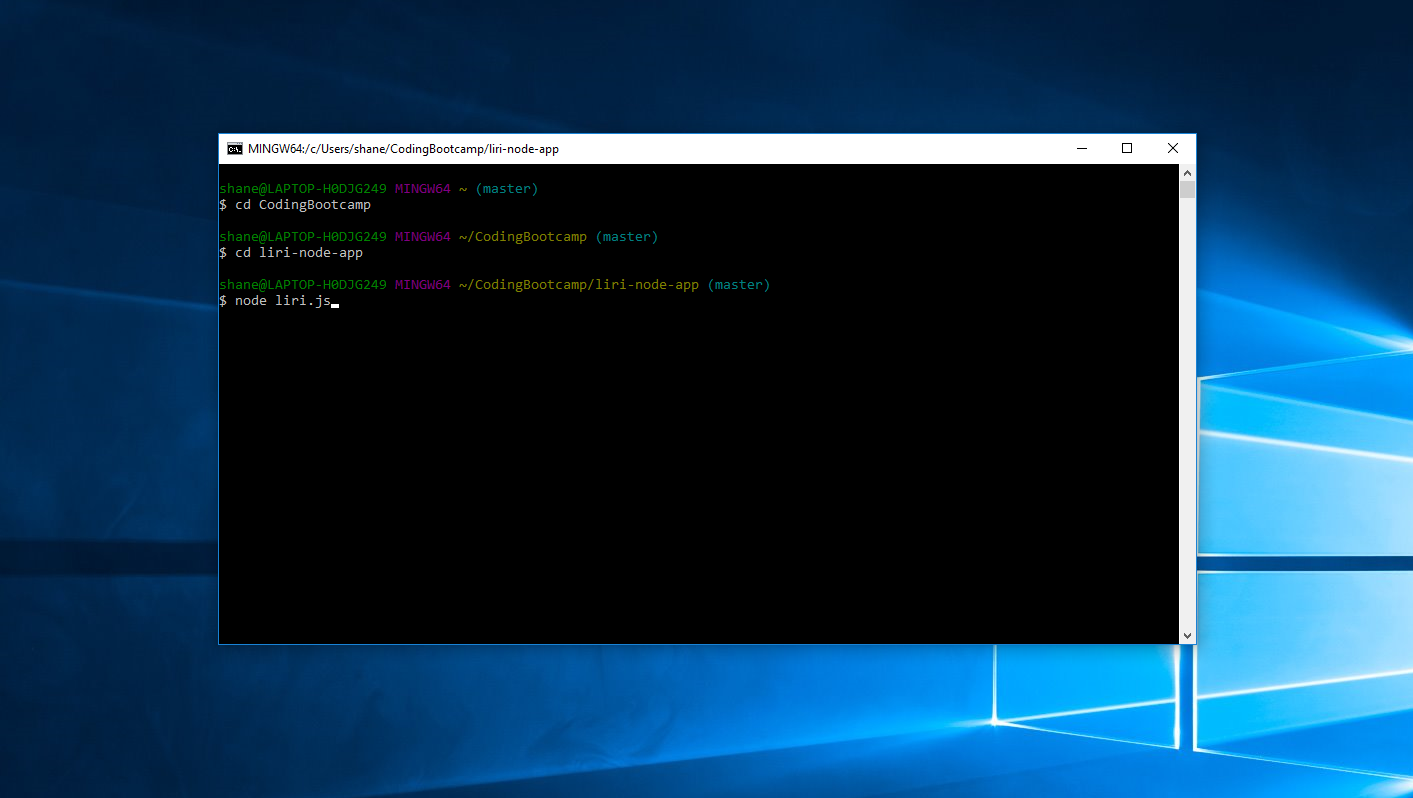 MINGW64:/c/Users/shane/CodingBootcamp/liri-node-app
shane@LAPTOP-H0DJG249 MINGW64 ~ (master)
$ cd CodingBootcamp
shane@LAPTOP-H0DJG249 MINGW64 ~/CodingBootcamp (master)
$ cd liri-node-app
shane@LAPTOP-H0DJG249 MINGW64 ~/CodingBootcamp/liri-node-app (master)
$ node liri.js